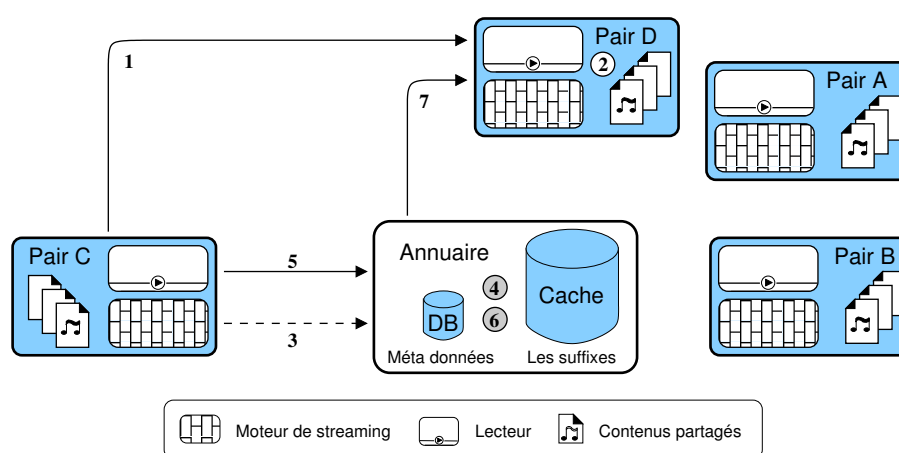 1
Pair D
2
7
Pair A
Pair C
5
3
Annuaire
4
6
DB
Cache
Méta données
Les suffixes
Pair B
Moteur de streaming
Lecteur
Contenus partagés